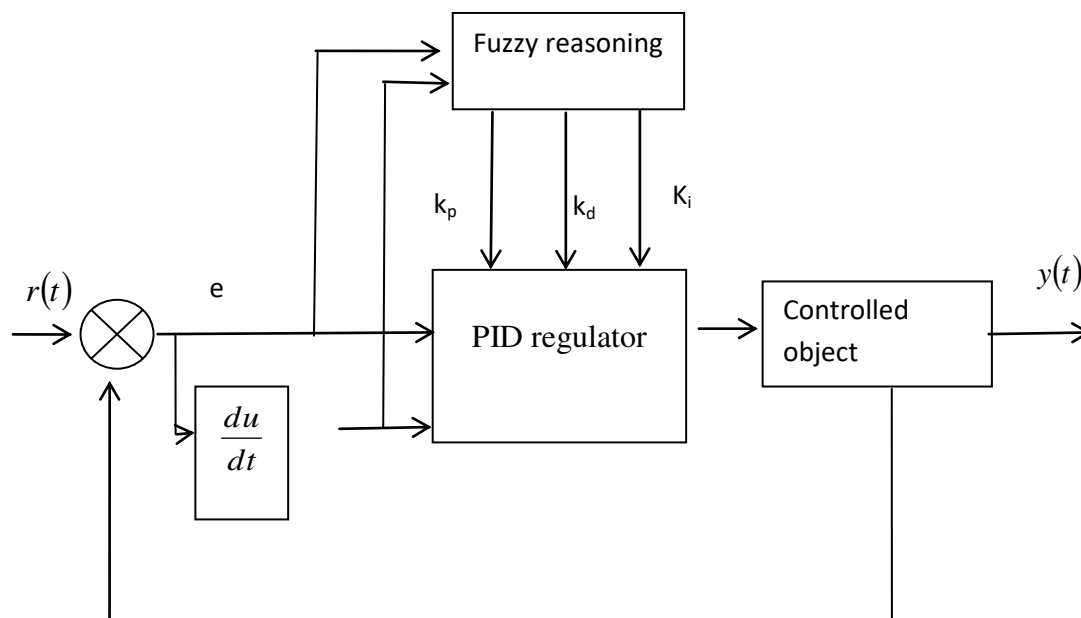 Fuzzy reasoning
k_p
k_d
K_i
r(t)
e
y(t)
PID regulator
Controlled
object
du
dt